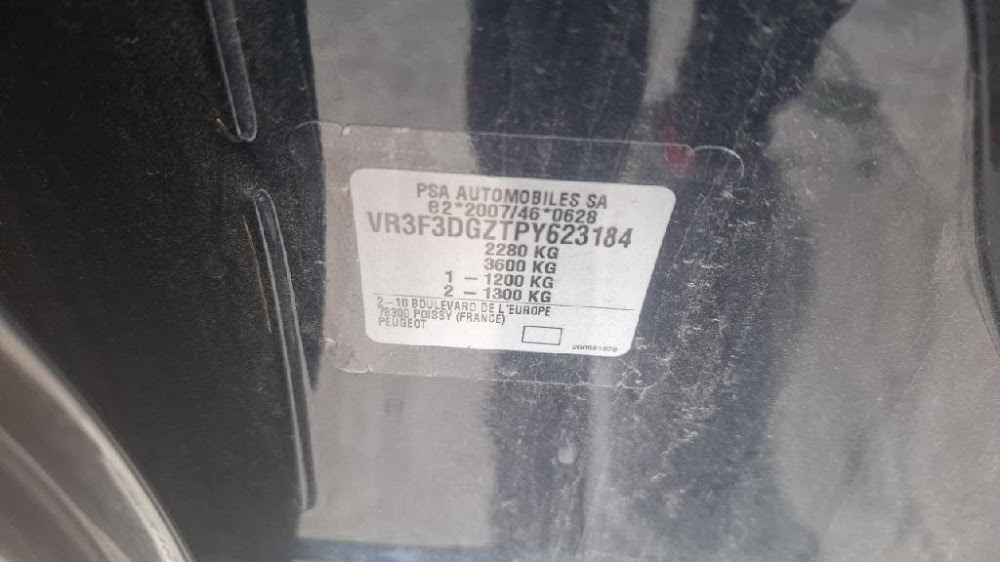 PSA AUTOMOBILES SA
e2*2007/46*0628
VR3F3DGZTPY623184
2280 KG
3600 KG
1 – 1200 KG
2 – 1300 KG
2–10 BOULEVARD DE L'EUROPE
78300 POISSY (FRANCE)
PEUGEOT